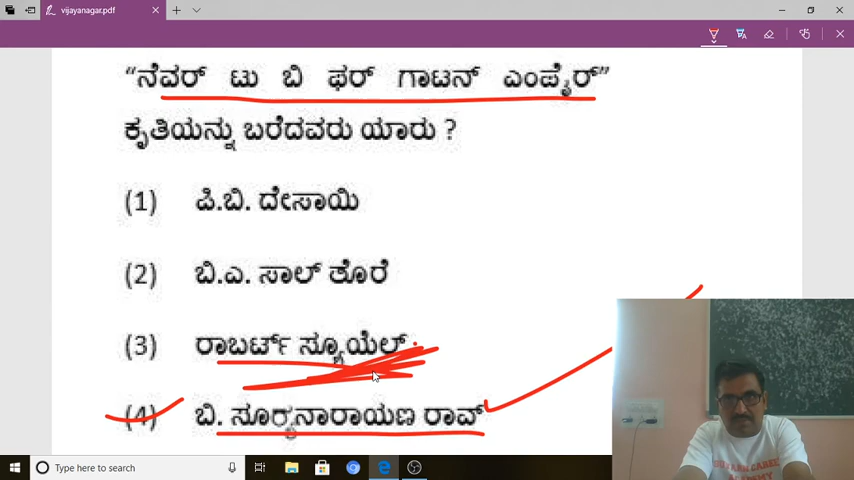 vijayanagar.pdf
“ನೆವರ್ ಟು ಬಿ ಫರ್ ಗಾಟನ್ ಎಂಪೈರ್”
ಕೃತಿಯನ್ನು ಬರೆದವರು ಯಾರು ?
(1) ಪಿ.ಬಿ. ದೇಸಾಯಿ
(2) ಬಿ.ಎ. ಸಾಲ್ ತೊರೆ
(3) ರಾಬರ್ಟ್ ಸ್ಯೂಯೆಲ್
(4) ಬಿ. ಸೂರ್‍ಯನಾರಾಯಣ ರಾವ್
ACADEMY
Type here to search